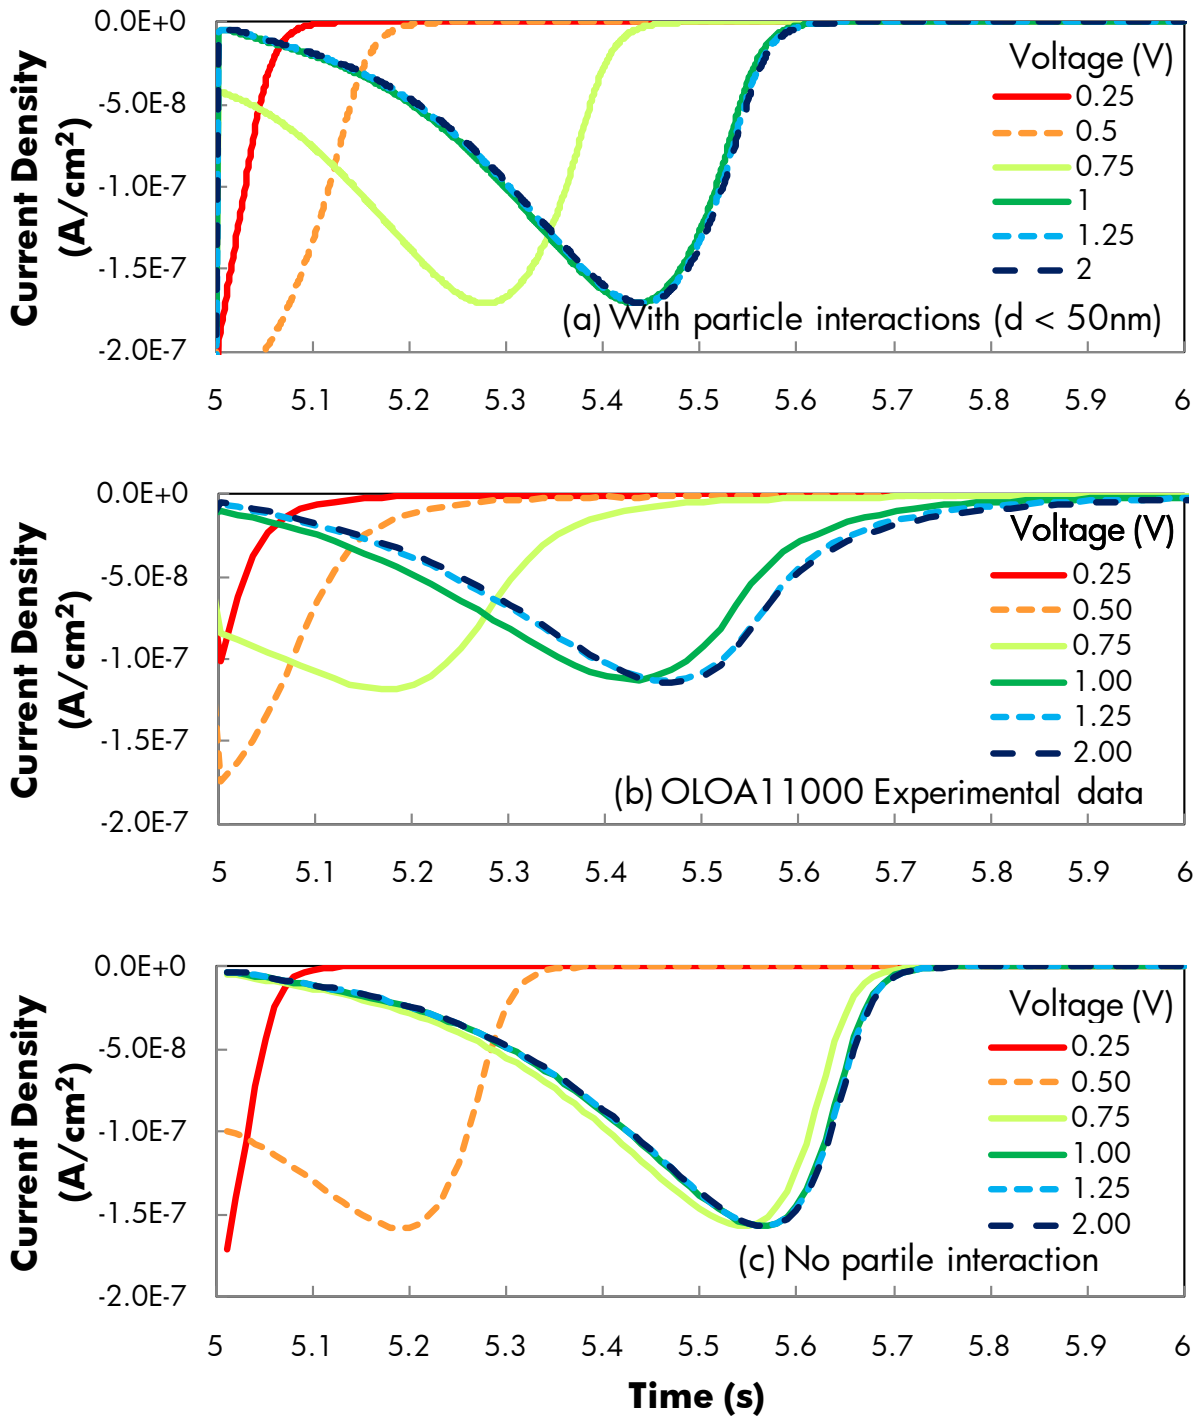 0.0E+0
-5.0E-8
-1.0E-7
-1.5E-7
-2.0E-7
Current Density
(A/cm²)
Voltage (V)
0.25
0.5
0.75
1
1.25
2
(a) With particle interactions (d < 50nm)
5 5.1 5.2 5.3 5.4 5.5 5.6 5.7 5.8 5.9 6
0.0E+0
-5.0E-8
-1.0E-7
-1.5E-7
-2.0E-7
Current Density
(A/cm²)
Voltage (V)
0.25
0.50
0.75
1.00
1.25
2.00
(b) OLOA11000 Experimental data
5 5.1 5.2 5.3 5.4 5.5 5.6 5.7 5.8 5.9 6
0.0E+0
-5.0E-8
-1.0E-7
-1.5E-7
-2.0E-7
Current Density
(A/cm²)
Voltage (V)
0.25
0.50
0.75
1.00
1.25
2.00
(c) No partile interaction
5 5.1 5.2 5.3 5.4 5.5 5.6 5.7 5.8 5.9 6
Time (s)